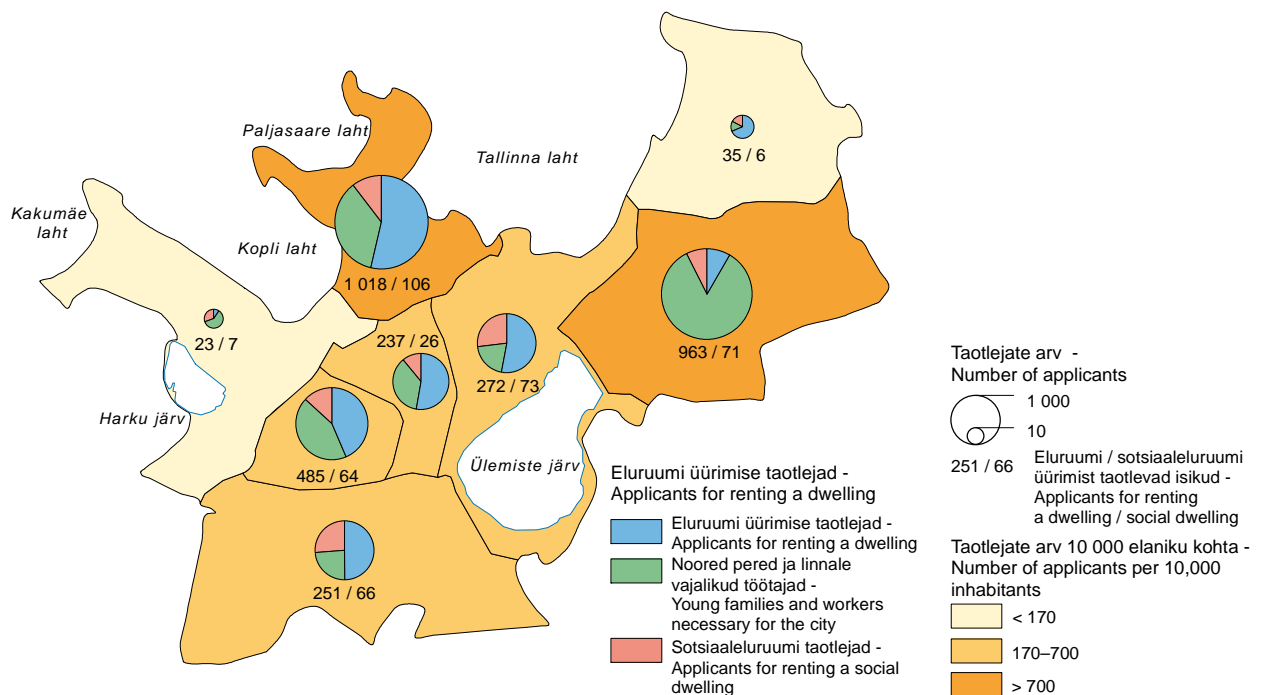 Paljasaare laht
Tallinna laht
35 / 6
Kakumäe
laht
Kopli laht
1 018 / 106
23 / 7
237 / 26
272 / 73
963 / 71
Harku järv
485 / 64
Ülemiste järv
251 / 66
Eluruumi üürimise taotlejad -
Applicants for renting a dwelling
Eluruumi üürimise taotlejad -
Applicants for renting a dwelling
Noored pered ja linnale
vajalikud töötajad -
Young families and workers
necessary for the city
Sotsiaaleluruumi taotlejad -
Applicants for renting a social
dwelling
Taotlejate arv -
Number of applicants
1 000
10
251 / 66
Eluruumi / sotsiaaleluruumi
üürimist taotlevad isikud -
Applicants for renting
a dwelling / social dwelling
Taotlejate arv 10 000 elaniku kohta -
Number of applicants per 10,000
inhabitants
< 170
170–700
> 700